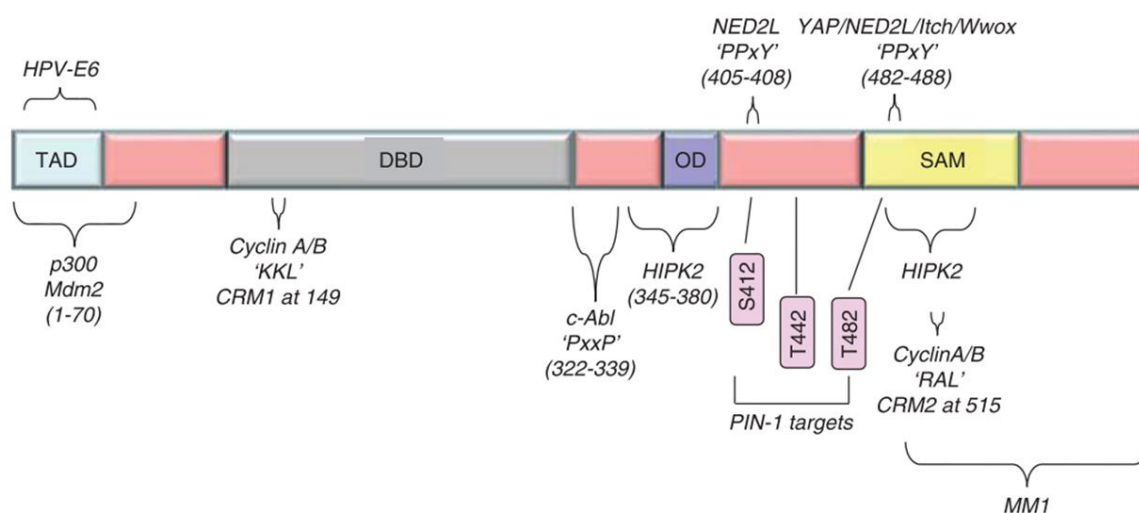 NED2L
'PPxY'
(405-408)
YAP/NED2L/Itch/Wwox
'PPxY'
(482-488)
HPV-E6
TAD
DBD
OD
SAM
p300
Mdm2
(1-70)
Cyclin A/B
'KKL'
CRM1 at 149
c-Abl
'PxxP'
(322-339)
HIPK2
(345-380)
S412
T442
T482
PIN-1 targets
HIPK2
CyclinA/B
'RAL'
CRM2 at 515
MM1